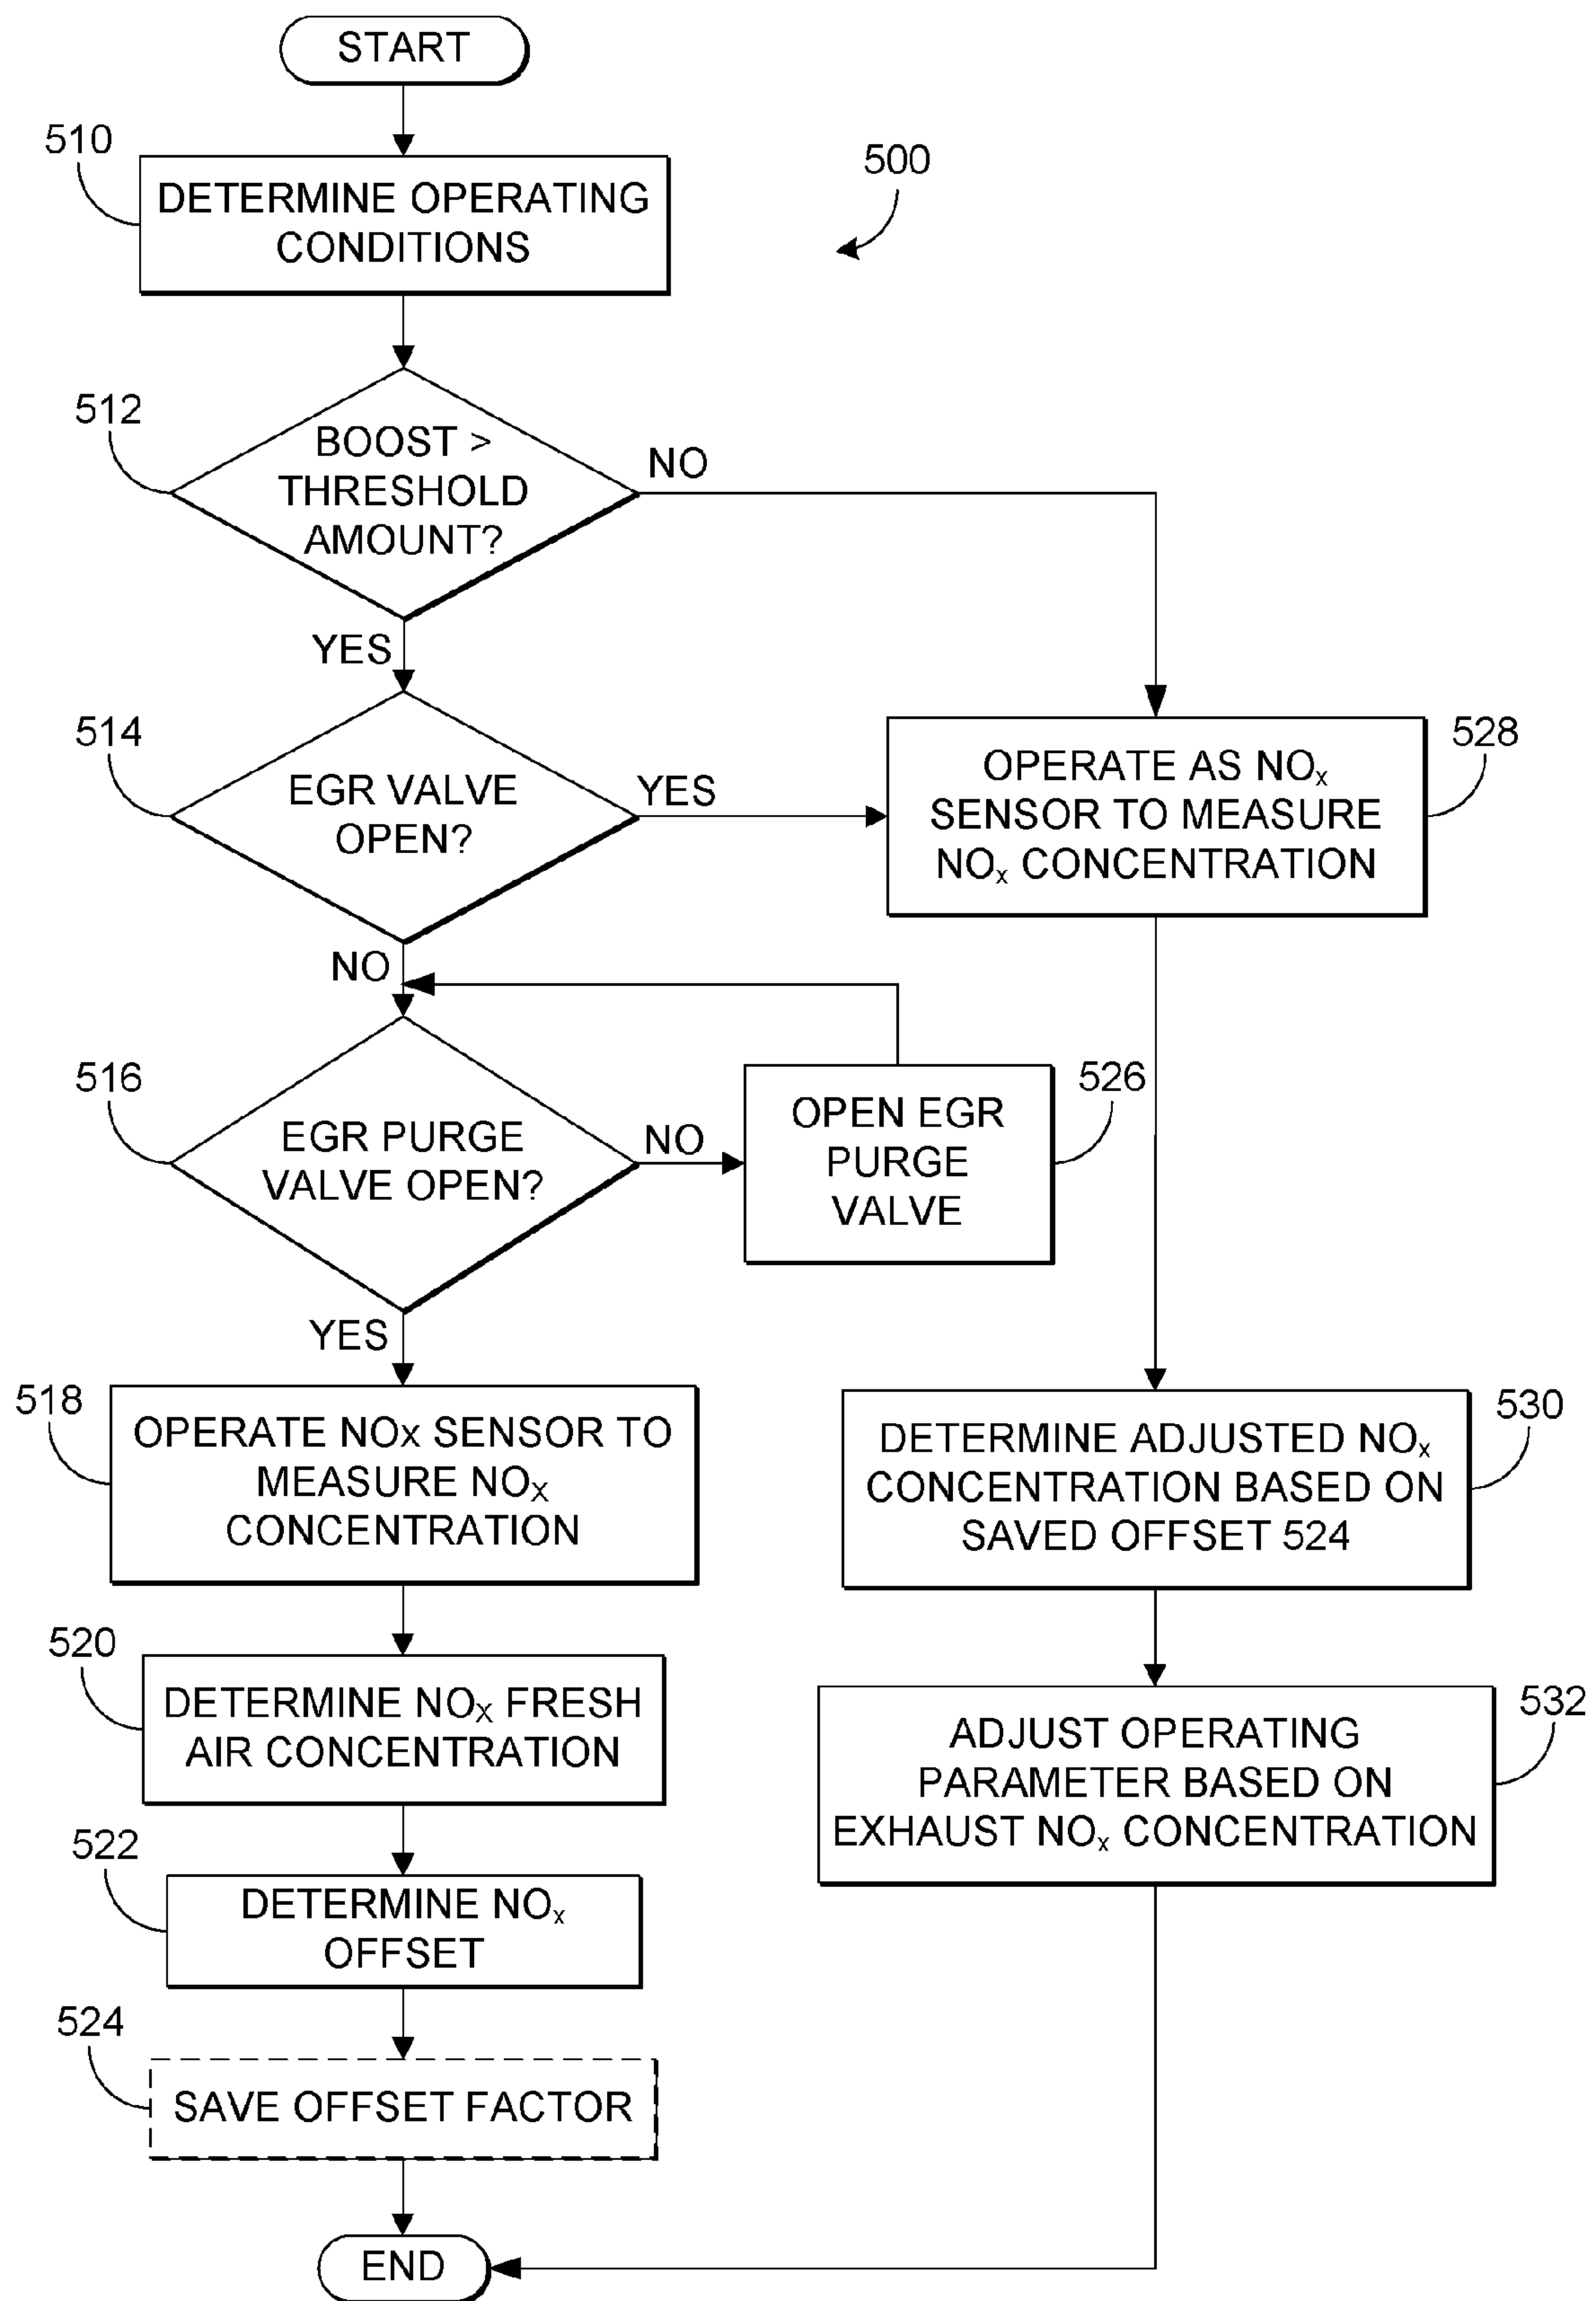 START
510
DETERMINE OPERATING
CONDITIONS
500
512
BOOST >
THRESHOLD
AMOUNT?
NO
YES
514
EGR VALVE
OPEN?
YES
528
OPERATE AS NOx
SENSOR TO MEASURE
NOx CONCENTRATION
NO
516
EGR PURGE
VALVE OPEN?
NO
526
OPEN EGR
PURGE
VALVE
YES
518
OPERATE NOx SENSOR TO
MEASURE NOX
CONCENTRATION
530
DETERMINE ADJUSTED NOx
CONCENTRATION BASED ON
SAVED OFFSET 524
520
DETERMINE NOX FRESH
AIR CONCENTRATION
532
ADJUST OPERATING
PARAMETER BASED ON
EXHAUST NOx CONCENTRATION
522
DETERMINE NOx
OFFSET
524
SAVE OFFSET FACTOR
END